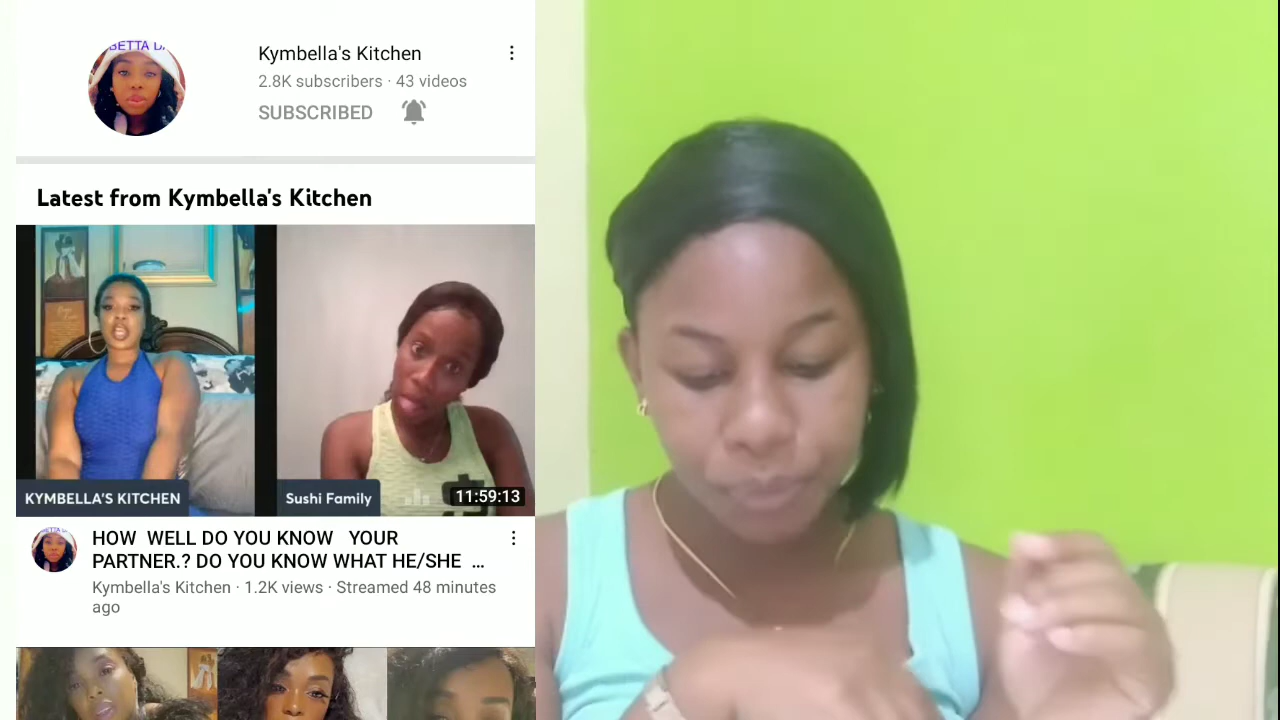 BETTA DA
Kymbella's Kitchen
2.8K subscribers · 43 videos
SUBSCRIBED
Latest from Kymbella's Kitchen
KYMBELLA'S KITCHEN
Sushi Family
11:59:13
HOW WELL DO YOU KNOW YOUR
PARTNER.? DO YOU KNOW WHAT HE/SHE ...
Kymbella's Kitchen · 1.2K views · Streamed 48 minutes
ago